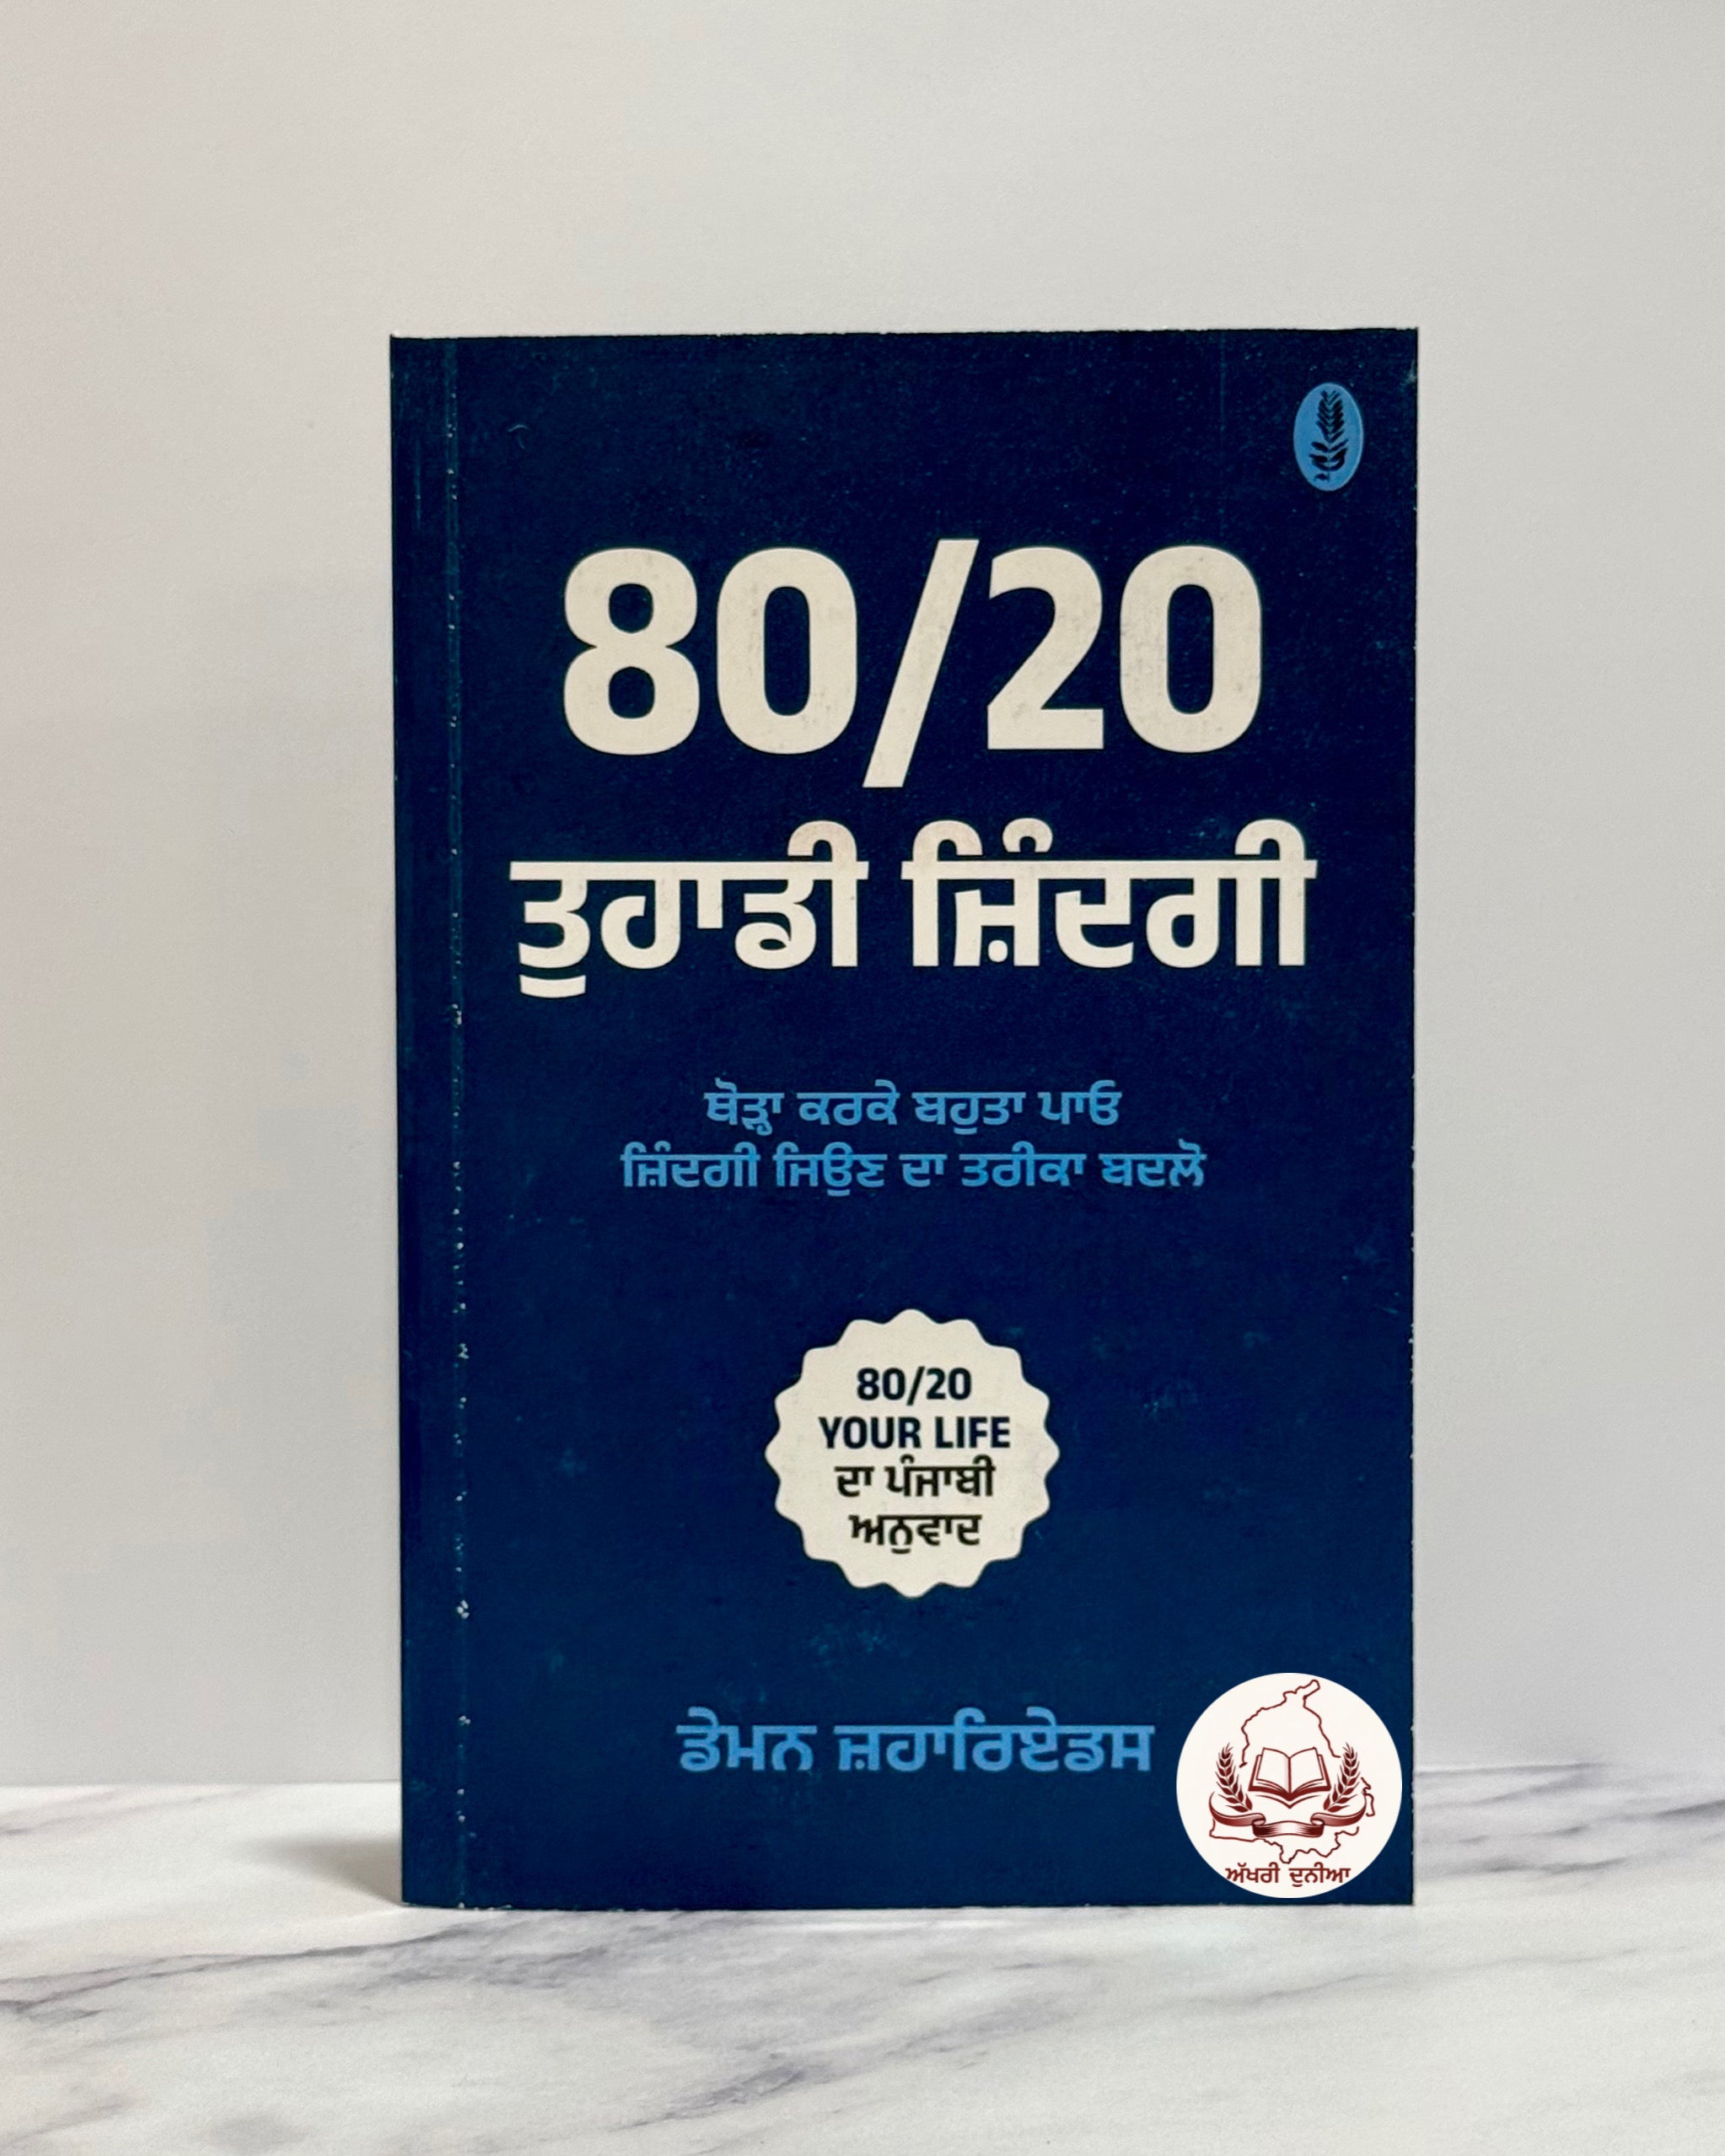 80/20
ਤੁਹਾਡੀ ਜ਼ਿੰਦਗੀ
ਥੋੜ੍ਹਾ ਕਰਕੇ ਬਹੁਤਾ ਪਾਓ
ਜ਼ਿੰਦਗੀ ਜਿਉਣ ਦਾ ਤਰੀਕਾ ਬਦਲੋ
80/20
YOUR LIFE
ਦਾ ਪੰਜਾਬੀ
ਅਨੁਵਾਦ
ਡੇਮਨ ਜ਼ਹਾਰਿਏਡਸ
ਅੱਖਰੀ ਦੁਨੀਆ